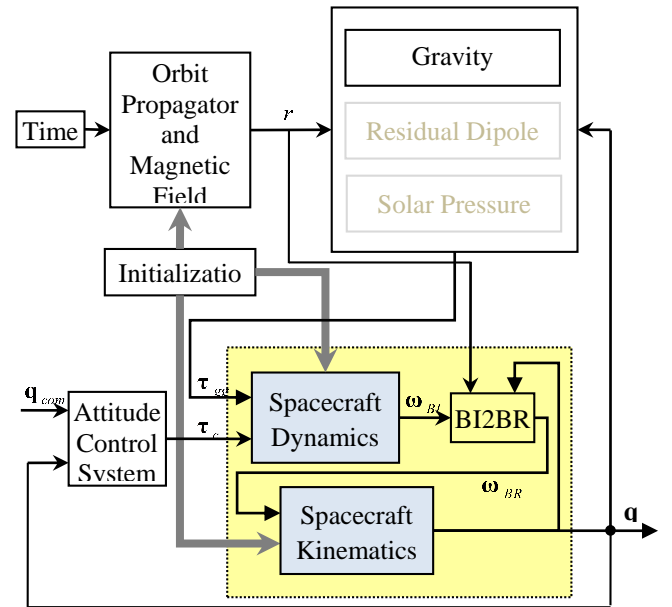 Orbit
Propagator
and
Magnetic
Field
Time
r
Gravity
Residual Dipole
Solar Pressure
Initializatio
q com
Attitude
Control
System
τ gg
τ c
Spacecraft
Dynamics
ω BI
BI2BR
ω BR
Spacecraft
Kinematics
q